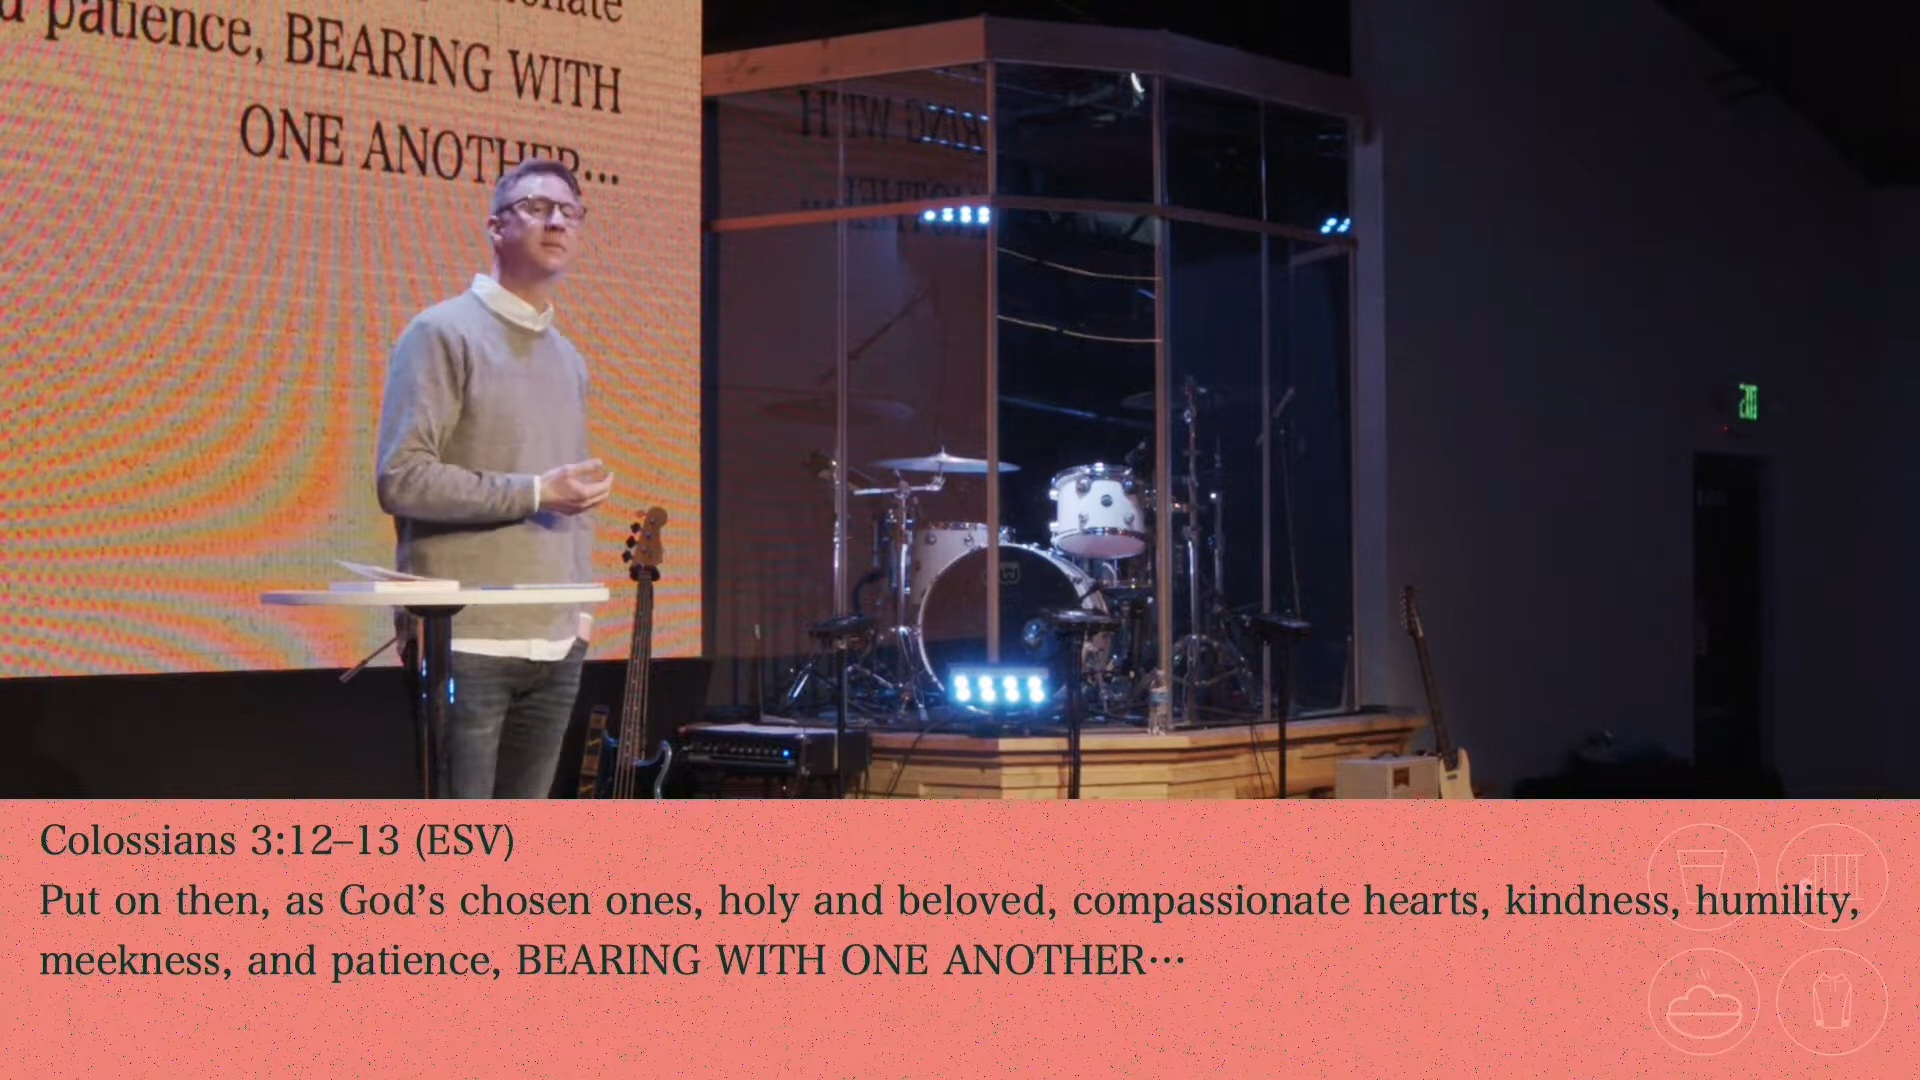 patience, BEARING WITH
ONE ANOTHER...
EXIT
Colossians 3:12–13 (ESV)
Put on then, as God’s chosen ones, holy and beloved, compassionate hearts, kindness, humility,
meekness, and patience, BEARING WITH ONE ANOTHER···